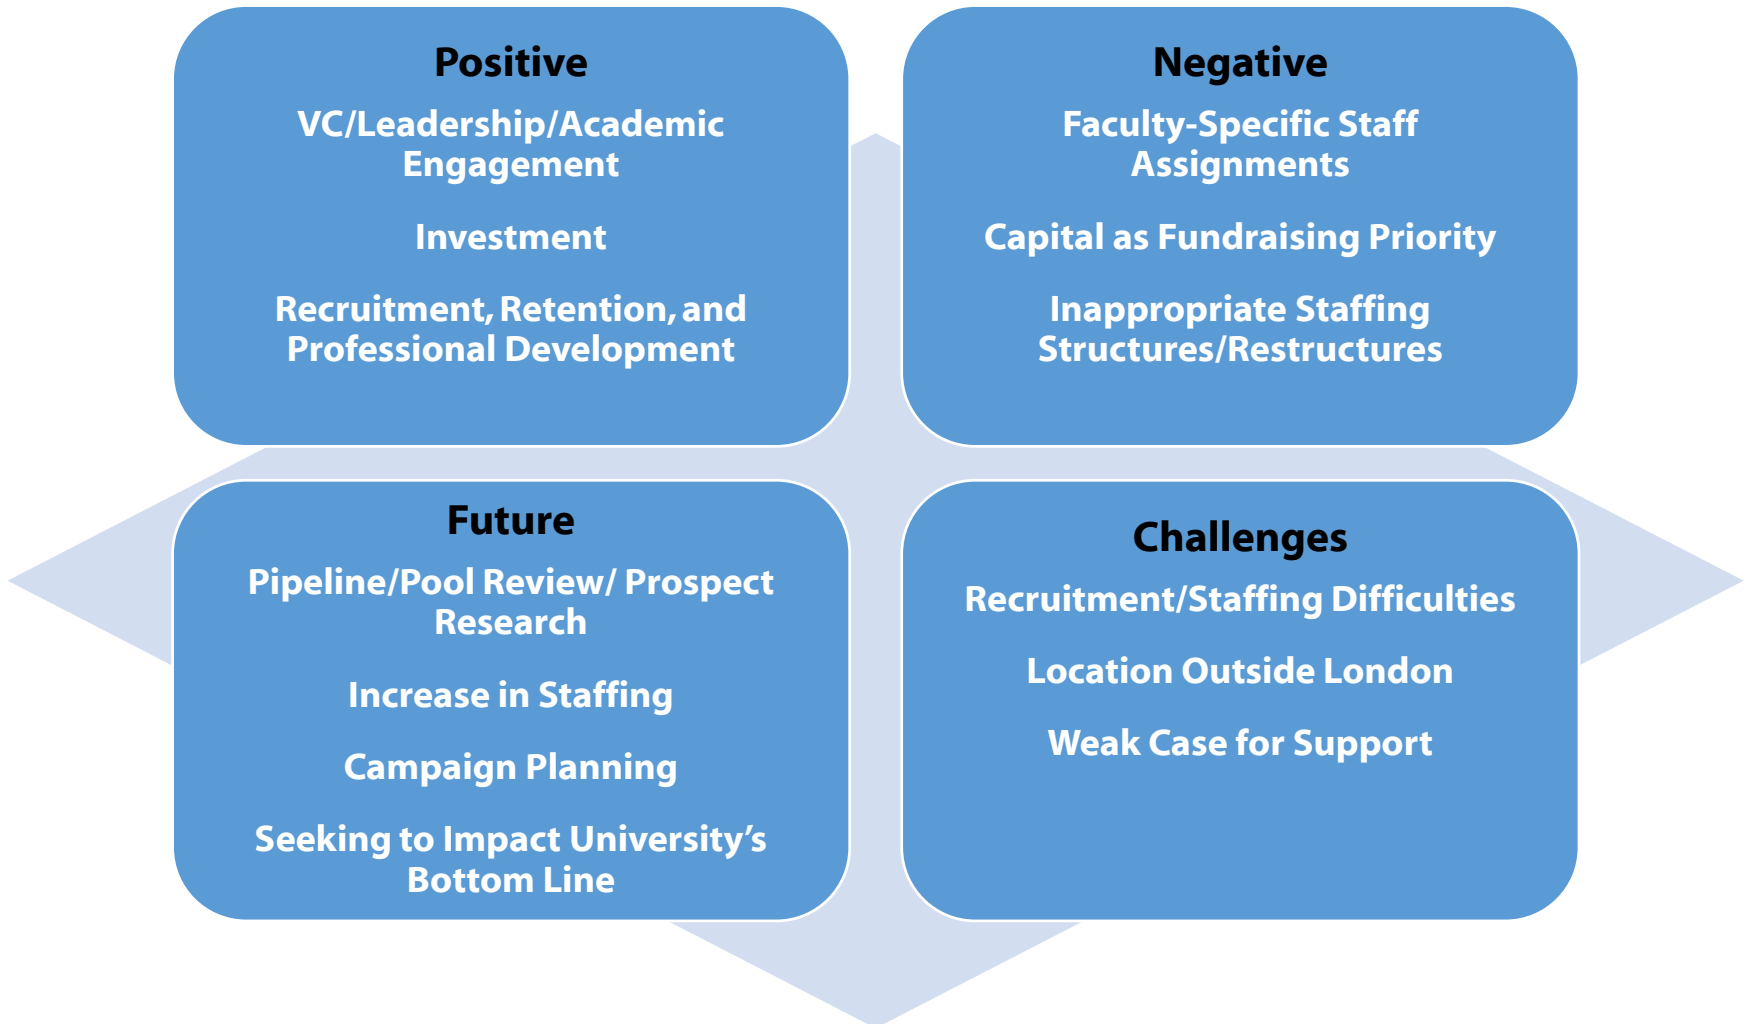 Positive
VC/Leadership/Academic
Engagement
Investment
Recruitment, Retention, and
Professional Development
Negative
Faculty-Specific Staff
Assignments
Capital as Fundraising Priority
Inappropriate Staffing
Structures/Restructures
Future
Pipeline/Pool Review/ Prospect
Research
Increase in Staffing
Campaign Planning
Seeking to Impact University’s
Bottom Line
Challenges
Recruitment/Staffing Difficulties
Location Outside London
Weak Case for Support